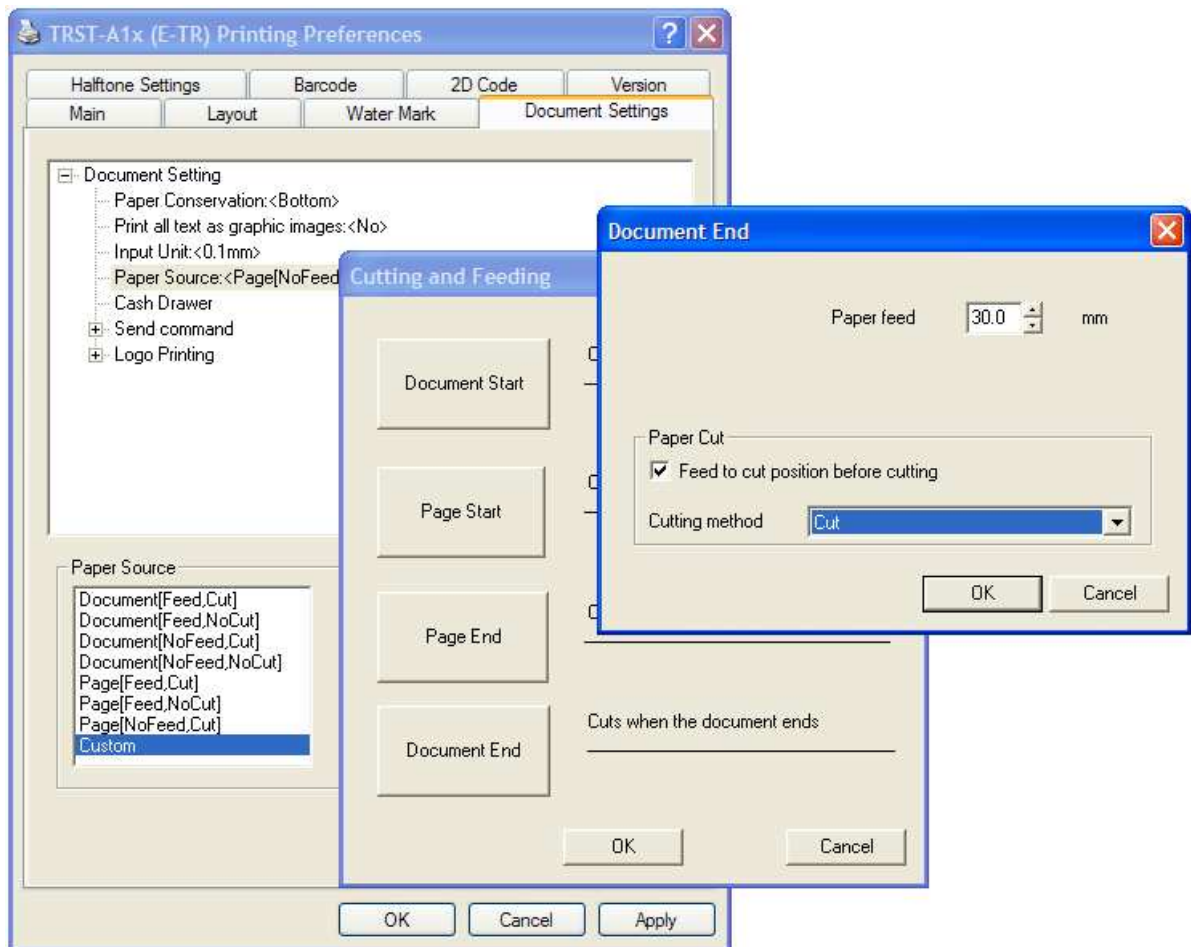 TRST-A1x (E-TR) Printing Preferences
Halftone Settings Barcode 2D Code Version
Main Layout Water Mark Document Settings
Document Setting
Paper Conservation:<Bottom>
Print all text as graphic images:<No>
Input Unit:<0.1mm>
Paper Source:<Page[NoFeed
Cash Drawer
Send command
Logo Printing
Paper Source
Document[Feed,Cut]
Document[Feed,NoCut]
Document[NoFeed,Cut]
Document[NoFeed,NoCut]
Page[Feed,Cut]
Page[Feed,NoCut]
Page[NoFeed,Cut]
Custom
OK Cancel Apply
Cutting and Feeding
Document Start
Page Start
Page End
Document End
Cuts when the document ends
OK Cancel
Document End
Paper feed 30.0 mm
Paper Cut
Feed to cut position before cutting
Cutting method Cut
OK Cancel